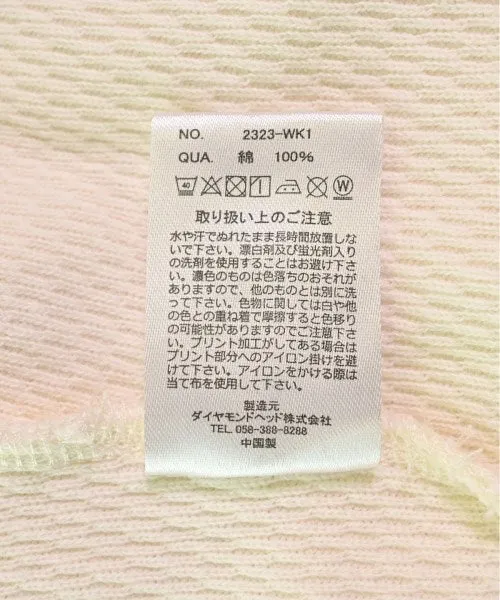 NO. 2323-WK1
QUA. 綿 100%
40 W
取り扱い上のご注意
水や汗でぬれたまま長時間放置しな
いで下さい。漂白剤及び蛍光剤入り
の洗剤を使用することはお避け下さ
い。濃色のものは色落ちのおそれが
ありますので、他のものとは別に洗
って下さい。色物に関しては白や他
の色との重ね着で摩擦すると色移り
の可能性がありますのでご注意下さ
い。プリント加工がしてある場合は
プリント部分へのアイロン掛けを避
けて下さい。アイロンをかける際は
当て布を使用して下さい。
製造元
ダイヤモンドヘッド株式会社
TEL. 058-388-8288
中国製